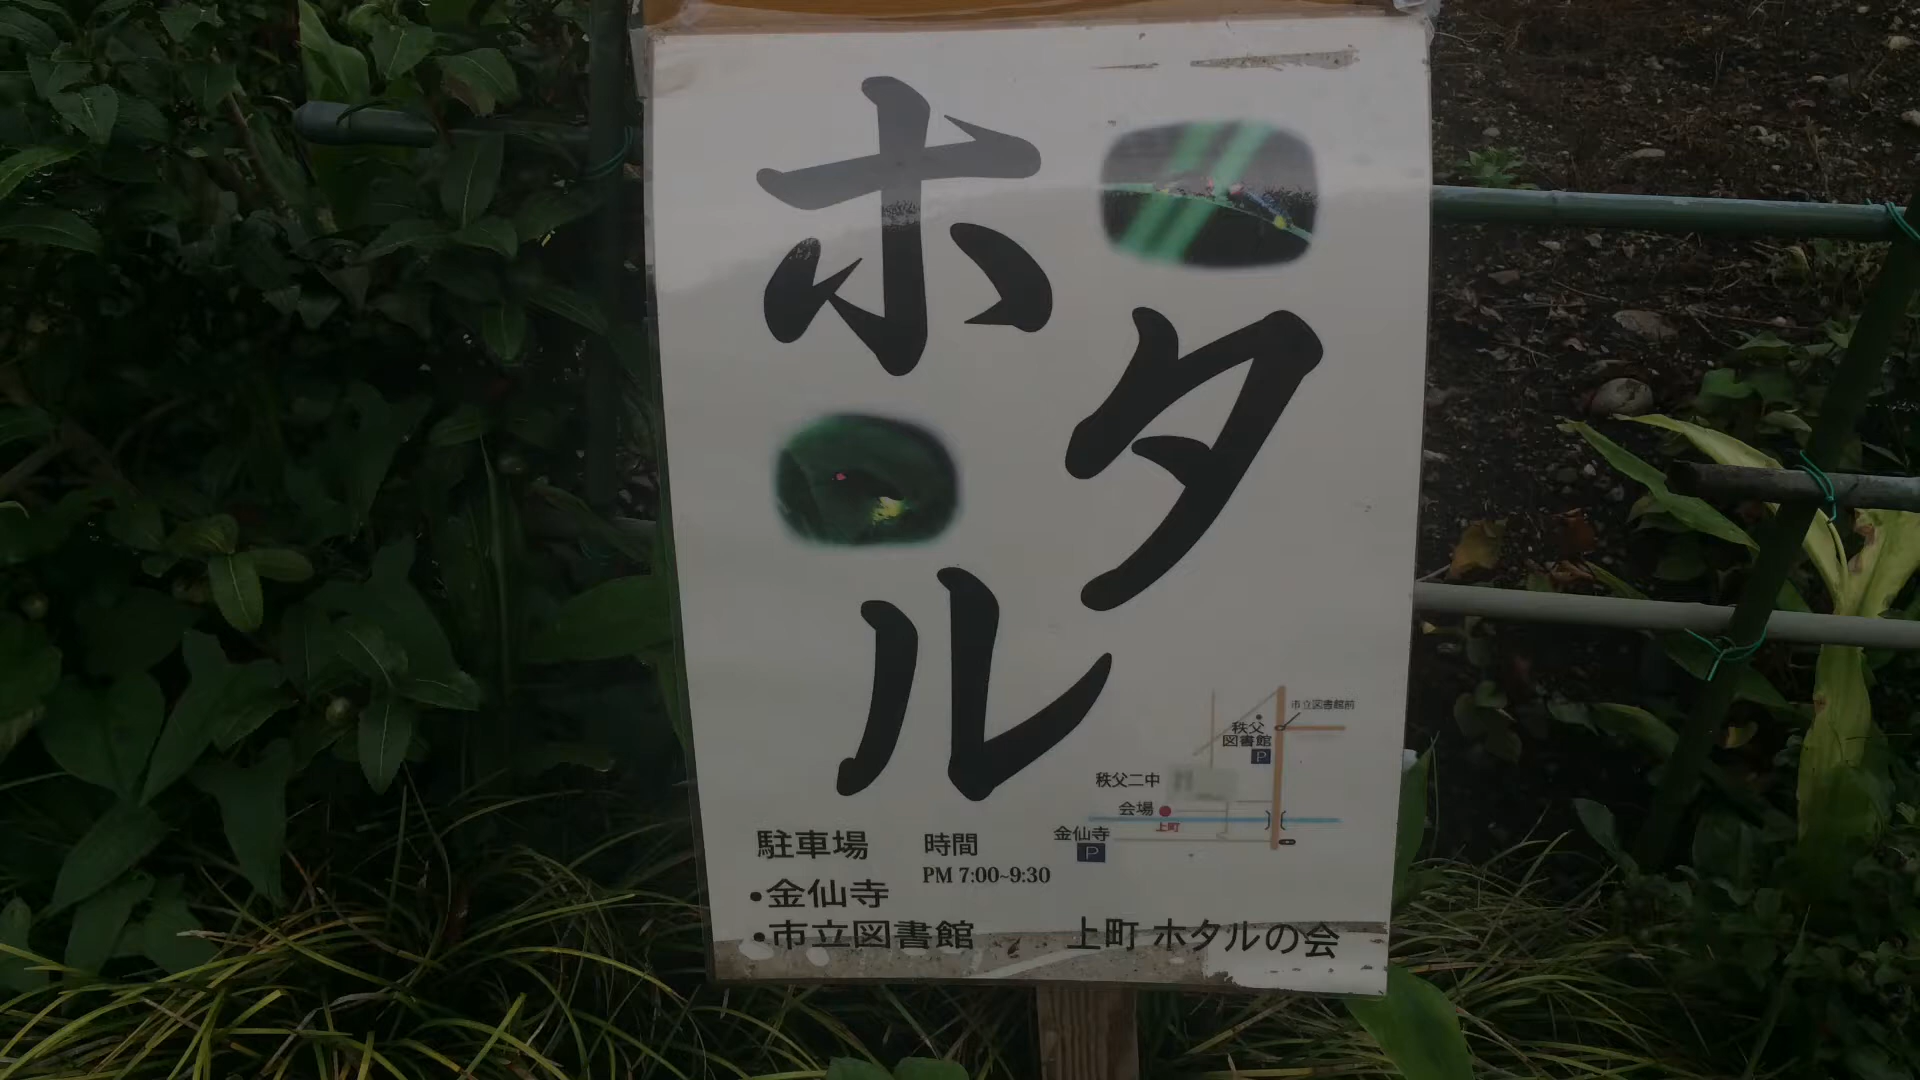 ホタル
市立図書館前
秩父
図書館
P
秩父二中
会場
上町
金仙寺
P
駐車場
・金仙寺
・市立図書館
時間
PM 7:00~9:30
上町 ホタルの会